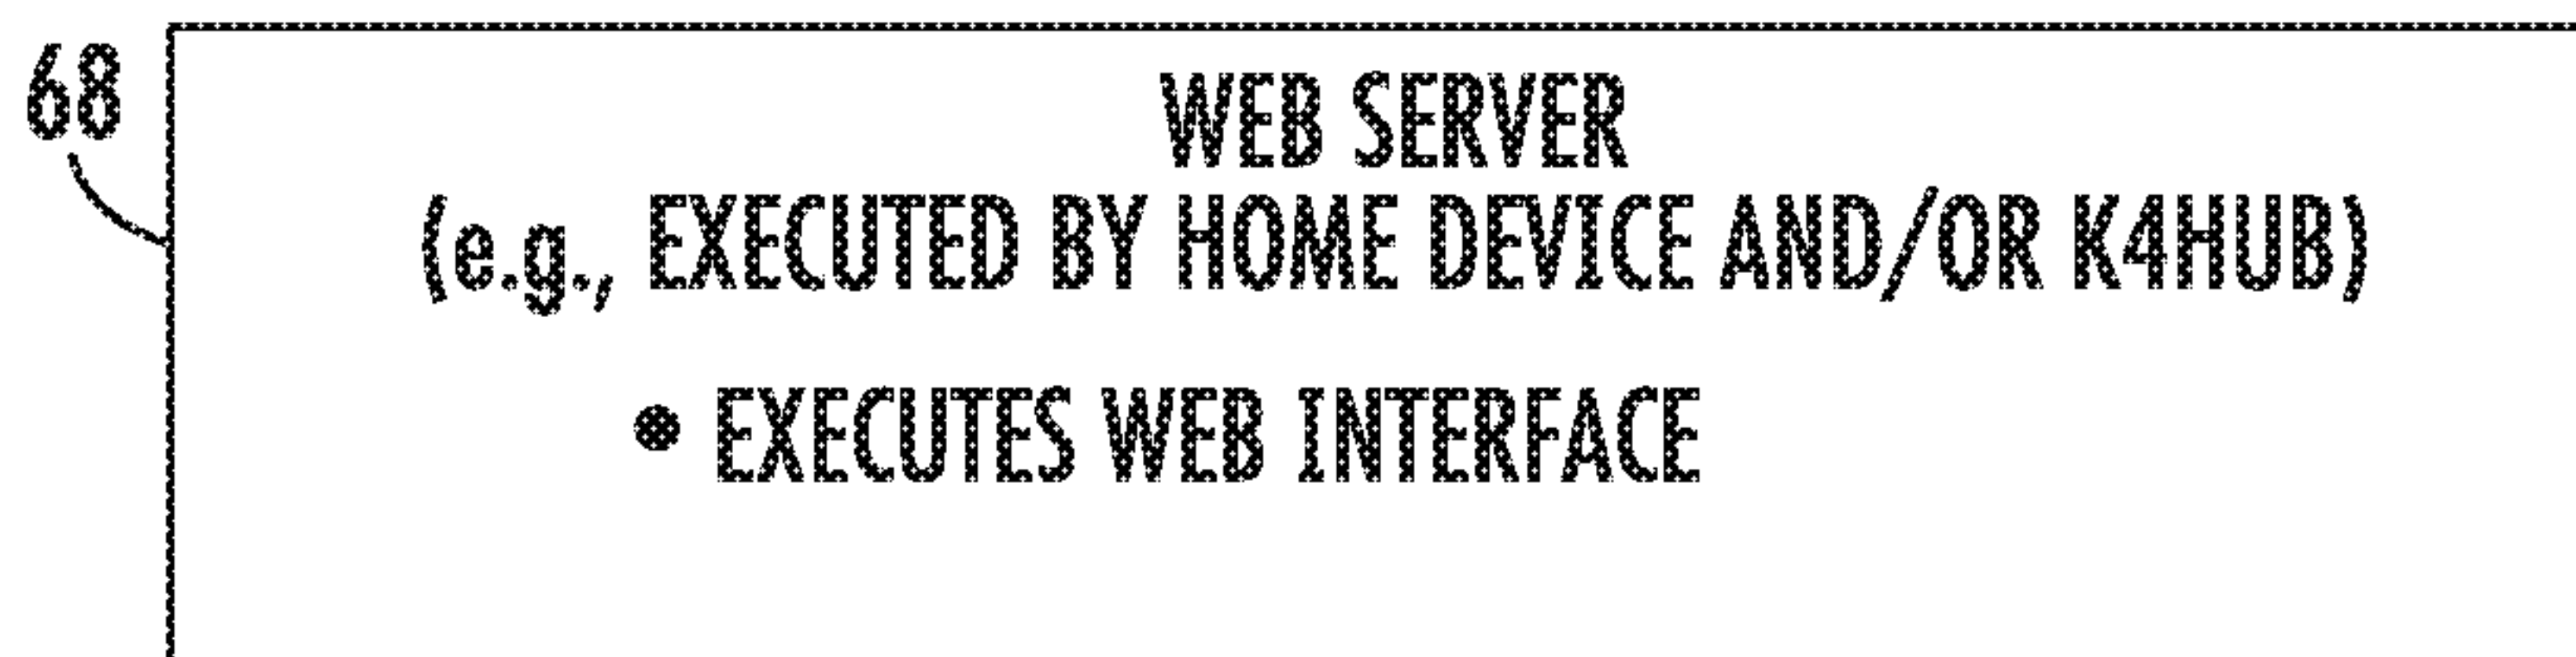 68
WEB SERVER
(e.g., EXECUTED BY HOME DEVICE AND/OR K4HUB)
• EXECUTES WEB INTERFACE